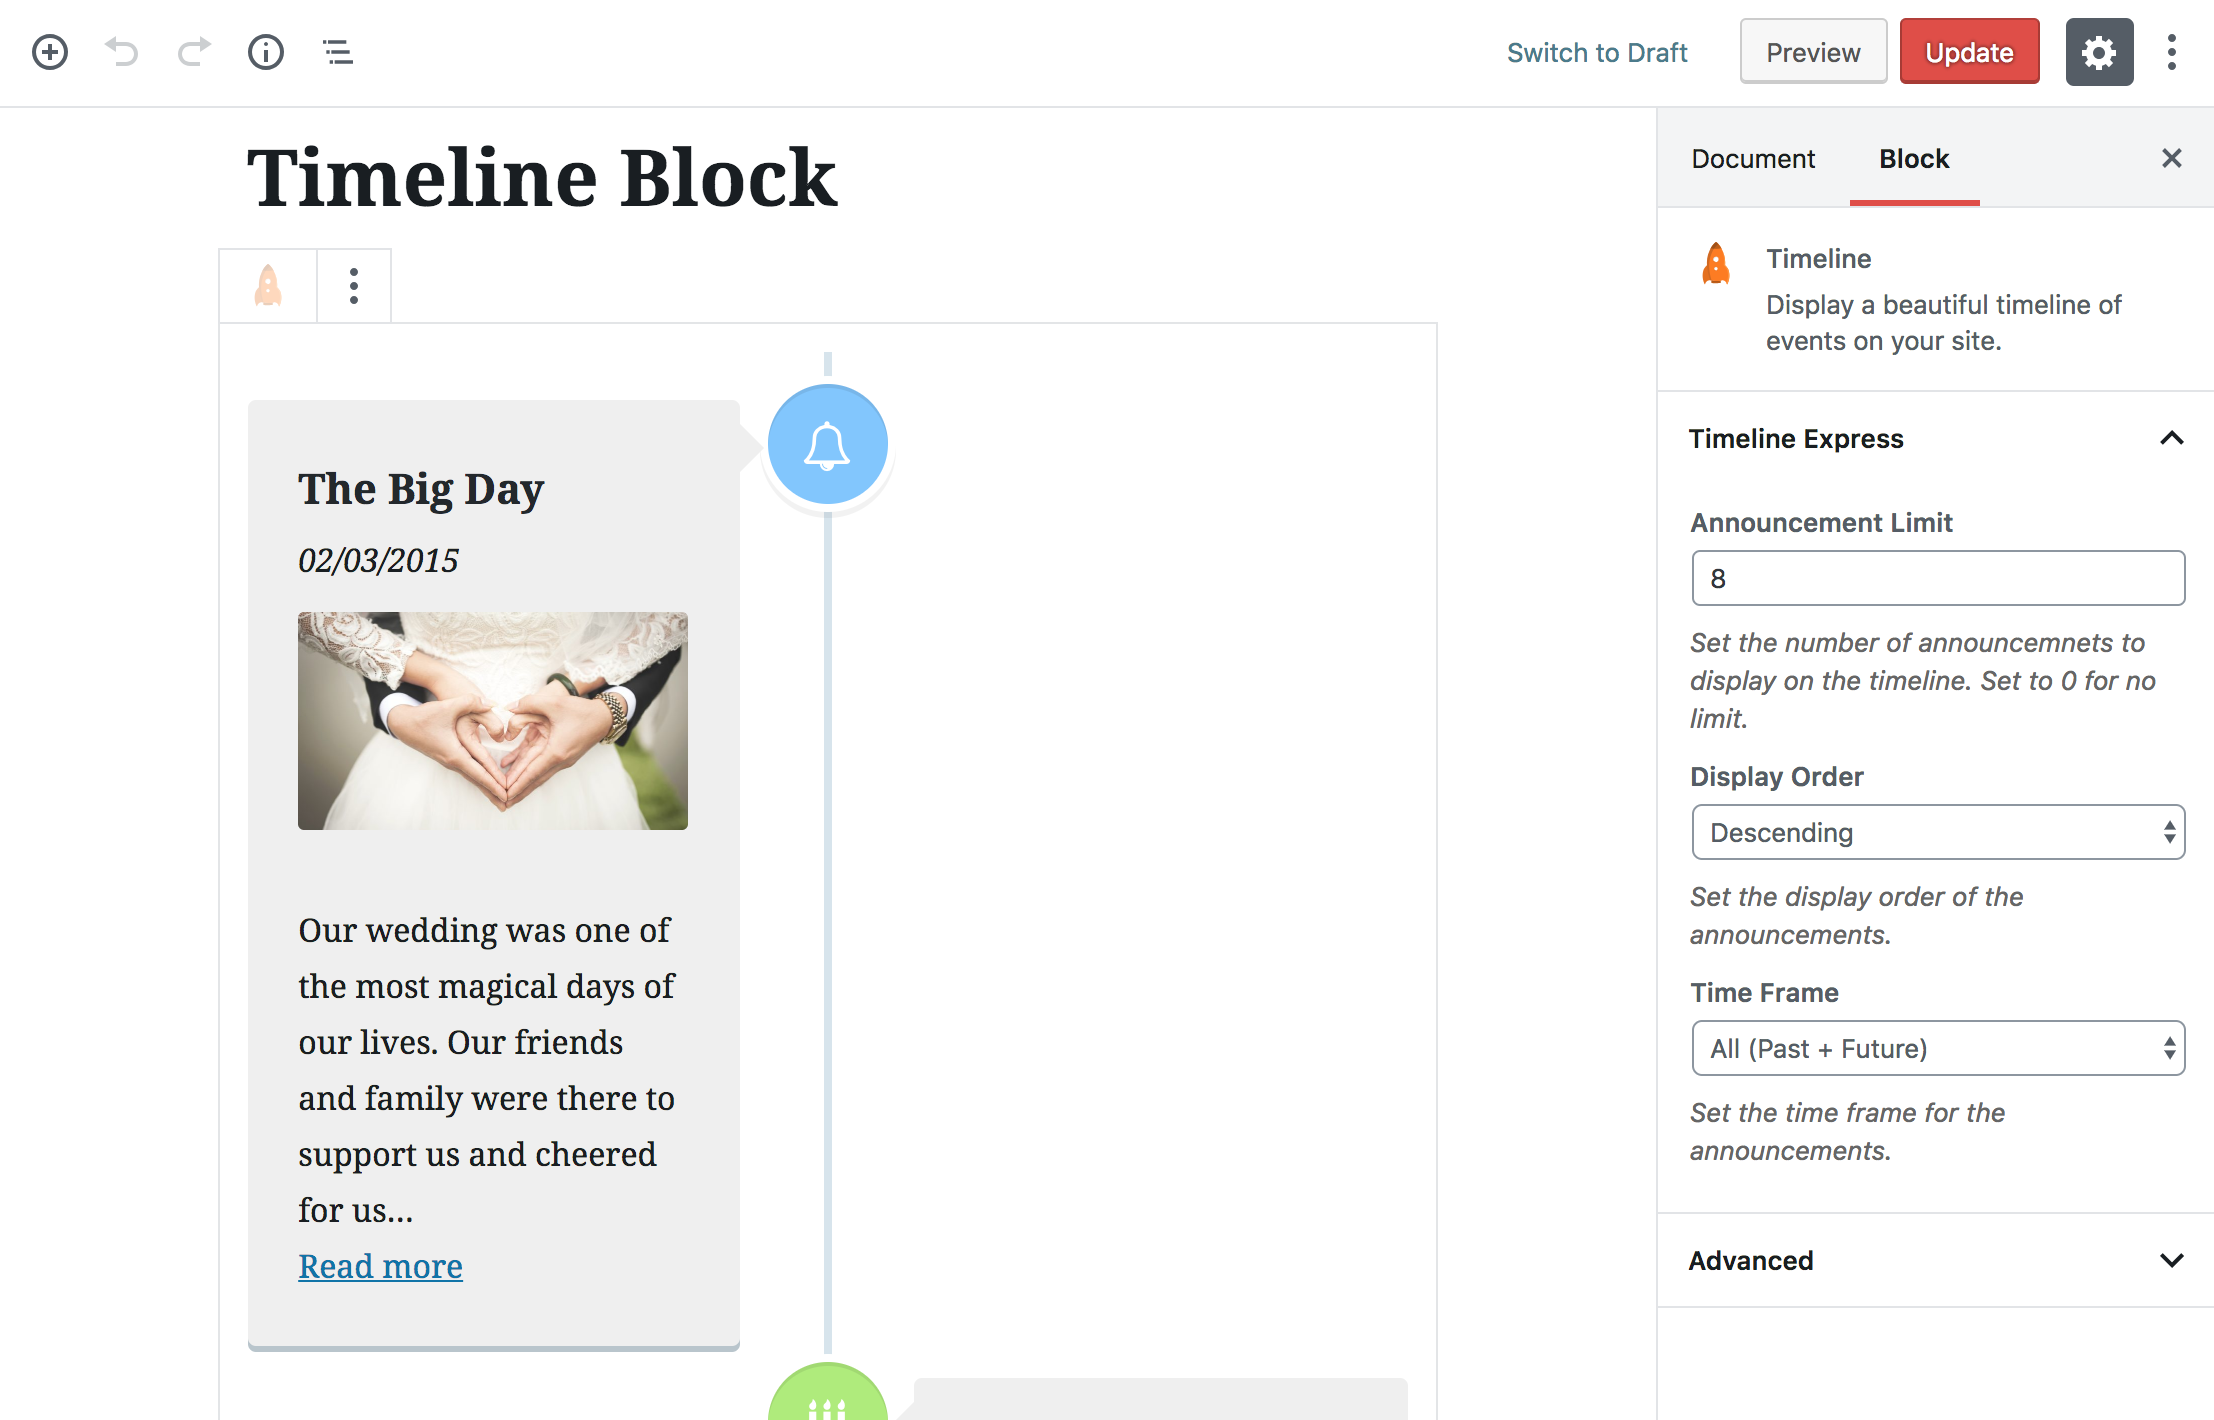 Switch to Draft
Preview
Update
Timeline Block
The Big Day
02/03/2015
Our wedding was one of
the most magical days of
our lives. Our friends
and family were there to
support us and cheered
for us...
Read more
Document
Block
Timeline
Display a beautiful timeline of
events on your site.
Timeline Express
Announcement Limit
8
Set the number of announcemnets to
display on the timeline. Set to 0 for no
limit.
Display Order
Descending
Set the display order of the
announcements.
Time Frame
All (Past + Future)
Set the time frame for the
announcements.
Advanced